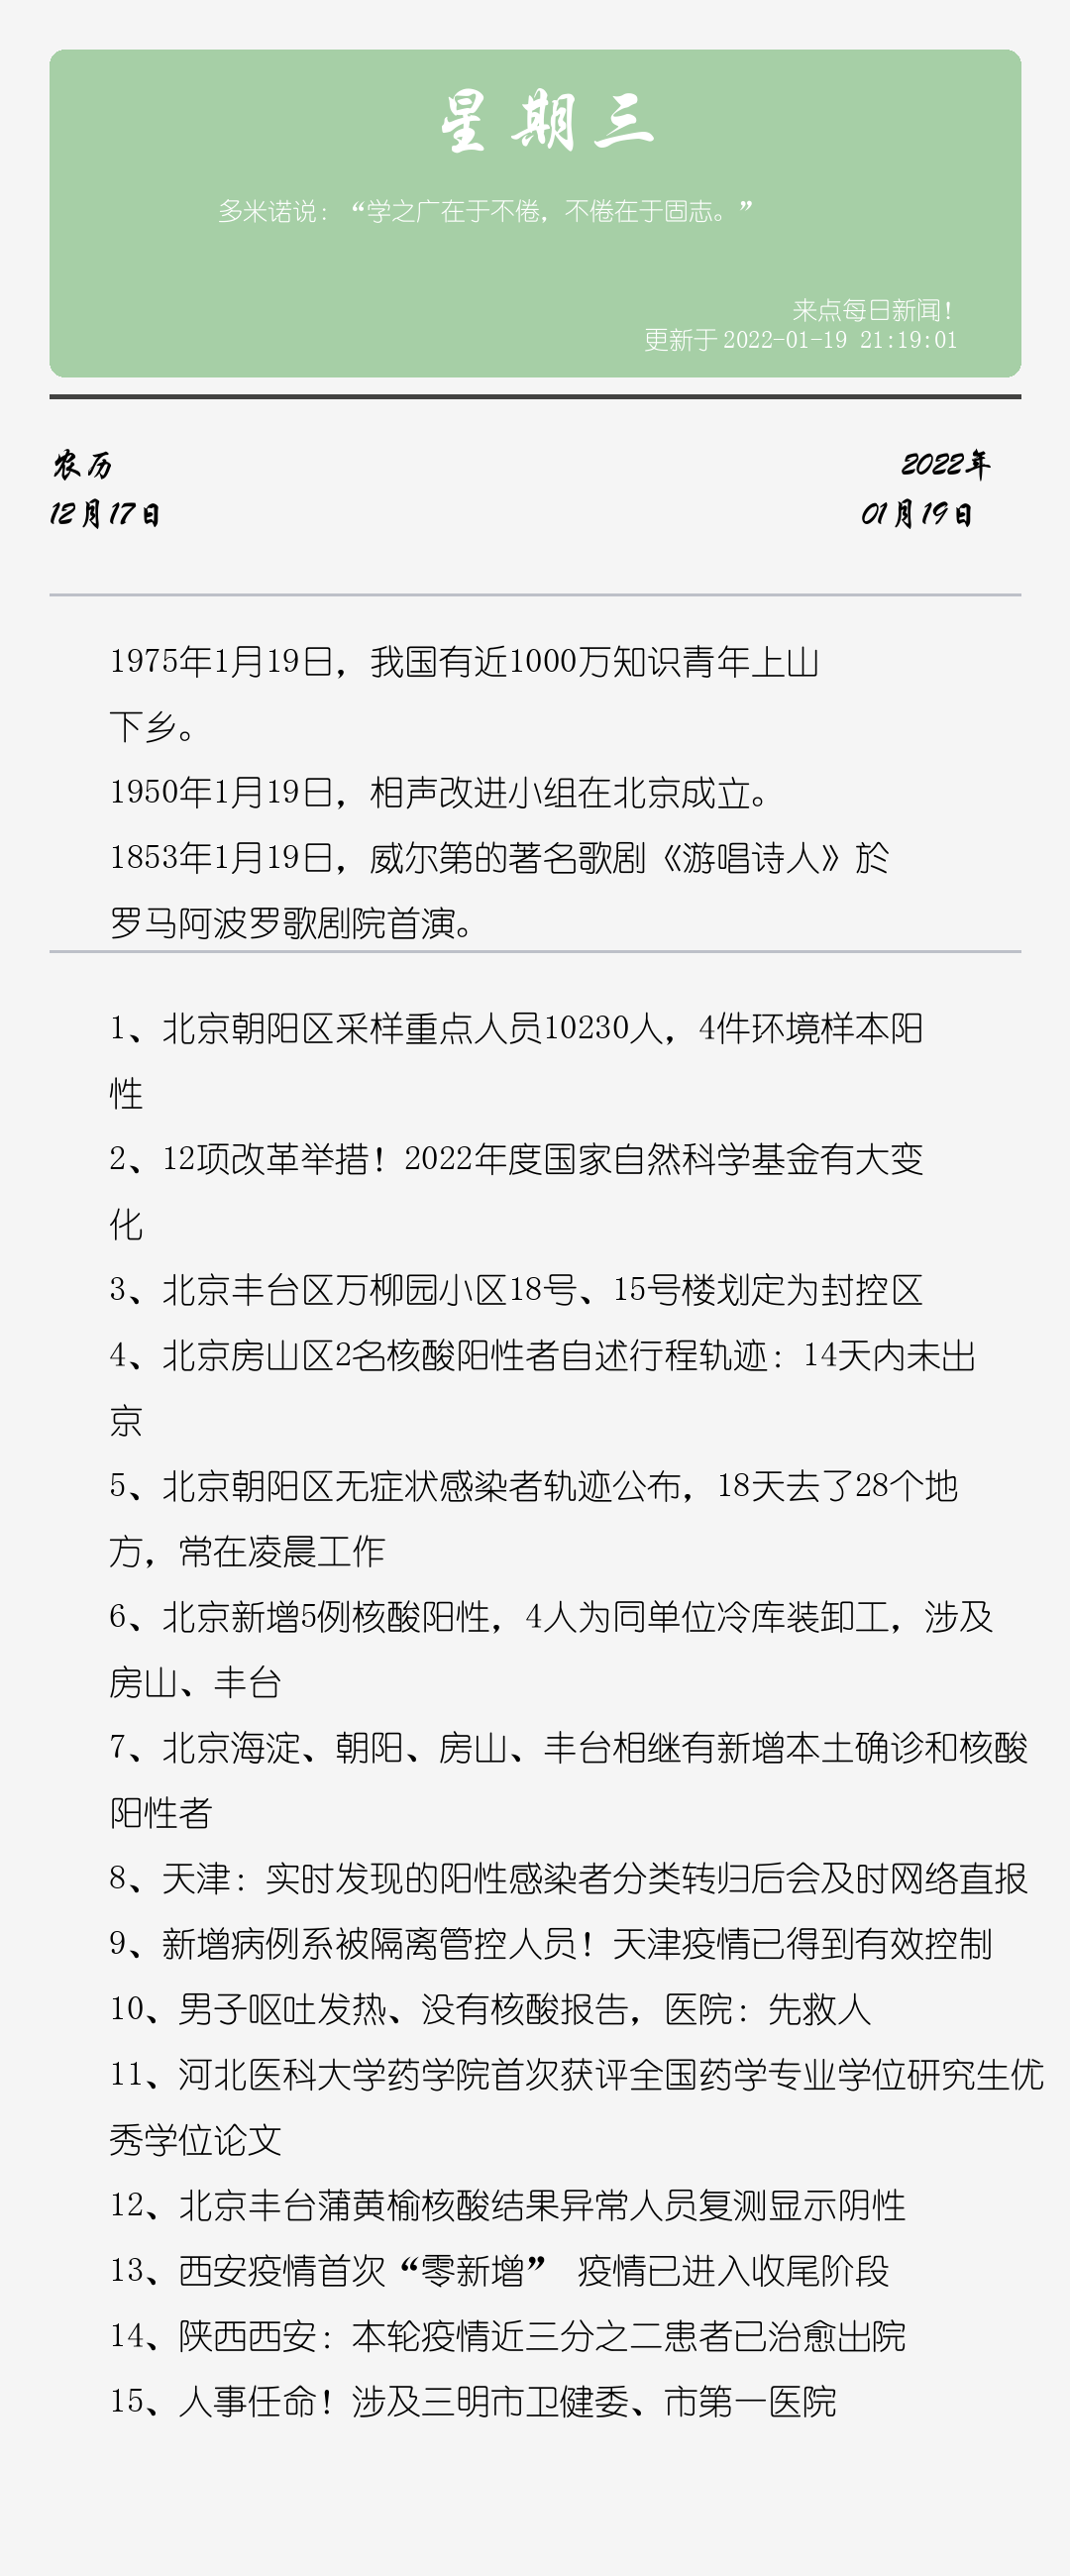 星期三
多米诺说：“学之广在于不倦，不倦在于固志。”
来点每日新闻！
更新于 2022-01-19 21:19:01
农历
2022年
12月17日
01月19日
1975年1月19日，我国有近1000万知识青年上山
下乡。
1950年1月19日，相声改进小组在北京成立。
1853年1月19日，威尔第的著名歌剧《游唱诗人》於
罗马阿波罗歌剧院首演。
1、北京朝阳区采样重点人员10230人，4件环境样本阳
性
2、12项改革举措！2022年度国家自然科学基金有大变
化
3、北京丰台区万柳园小区18号、15号楼划定为封控区
4、北京房山区2名核酸阳性者自述行程轨迹：14天内未出
京
5、北京朝阳区无症状感染者轨迹公布，18天去了28个地
方，常在凌晨工作
6、北京新增5例核酸阳性，4人为同单位冷库装卸工，涉及
房山、丰台
7、北京海淀、朝阳、房山、丰台相继有新增本土确诊和核酸
阳性者
8、天津：实时发现的阳性感染者分类转归后会及时网络直报
9、新增病例系被隔离管控人员！天津疫情已得到有效控制
10、男子呕吐发热、没有核酸报告，医院：先救人
11、河北医科大学药学院首次获评全国药学专业学位研究生优
秀学位论文
12、北京丰台蒲黄榆核酸结果异常人员复测显示阴性
13、西安疫情首次“零新增” 疫情已进入收尾阶段
14、陕西西安：本轮疫情近三分之二患者已治愈出院
15、人事任命！涉及三明市卫健委、市第一医院